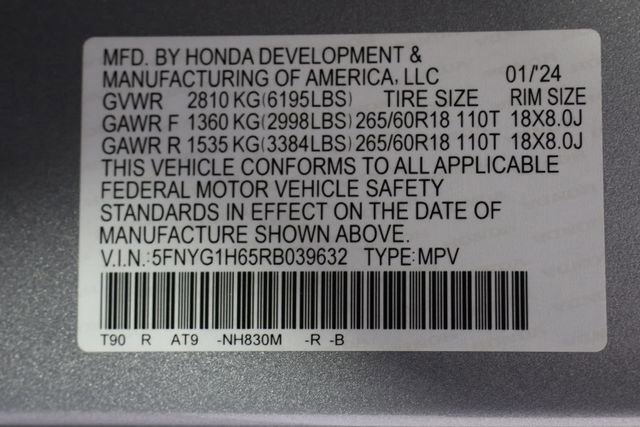 MFD. BY HONDA DEVELOPMENT &
MANUFACTURING OF AMERICA, LLC 01/'24
GVWR 2810 KG(6195LBS) TIRE SIZE RIM SIZE
GAWR F 1360 KG(2998LBS) 265/60R18 110T 18X8.0J
GAWR R 1535 KG(3384LBS) 265/60R18 110T 18X8.0J
THIS VEHICLE CONFORMS TO ALL APPLICABLE
FEDERAL MOTOR VEHICLE SAFETY
STANDARDS IN EFFECT ON THE DATE OF
MANUFACTURE SHOWN ABOVE.
V.I.N.:5FNYG1H65RB039632 TYPE:MPV
T90 R AT9 -NH830M -R -B